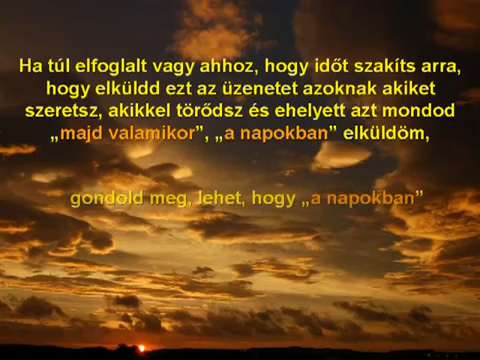 Ha túl elfoglalt vagy ahhoz, hogy időt szakíts arra,
hogy elküldd ezt az üzenetet azoknak akiket
szeretsz, akikkel törődsz és ehelyett azt mondod
„majd valamikor”, „a napokban” elküldöm,
gondold meg, lehet, hogy „a napokban”